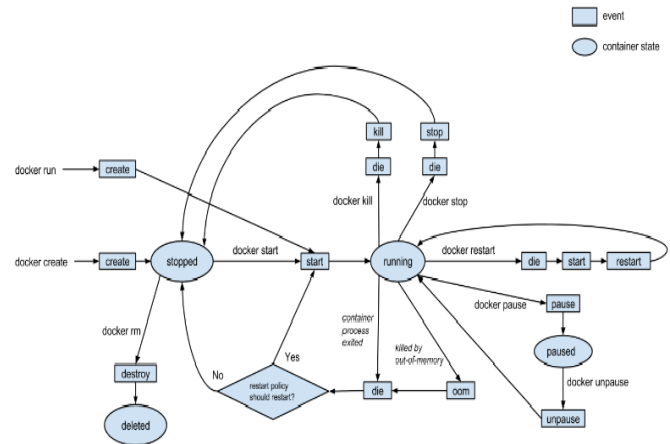 event
container state
kill
stop
die
die
docker run
create
docker kill
docker stop
docker create
create
stopped
docker start
start
running
docker restart
die
start
restart
docker pause
pause
docker rm
container
process
exited
killed by
out-of-memory
paused
No
Yes
docker unpause
destroy
restart policy
should restart?
die
oom
unpause
deleted